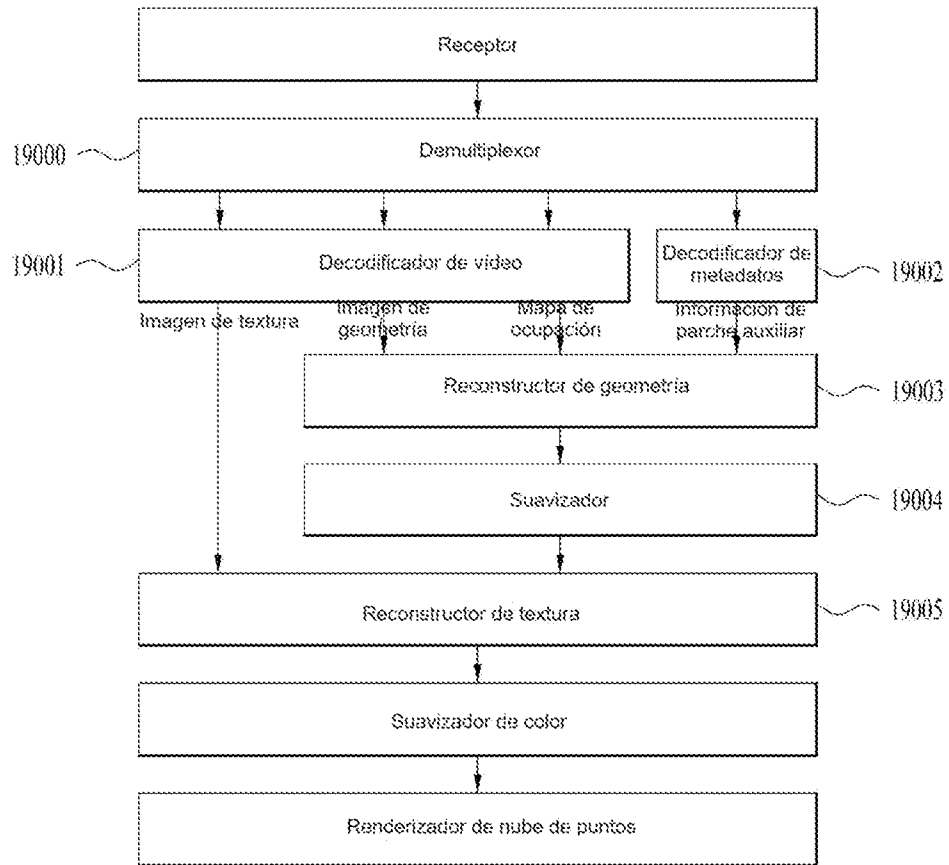 Receptor
19000
Demultiplexor
19001
Decodificador de vídeo
Decodificador de
metadatos
19002
Imagen de textura
Imagen de
geometría
Mapa de
ocupación
Información de
parche auxiliar
Reconstructor de geometría
19003
Suavizador
19004
Reconstructor de textura
19005
Suavizador de color
Renderizador de nube de puntos